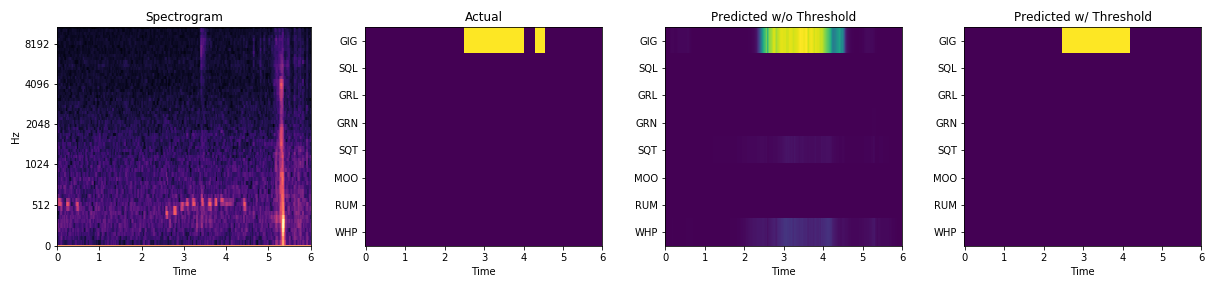 Spectrogram
Hz
8192
4096
2048
1024
512
0
0 1 2 3 4 5 6
Time
Actual
GIG
SQL
GRL
GRN
SQT
MOO
RUM
WHP
0 1 2 3 4 5 6
Time
Predicted w/o Threshold
GIG
SQL
GRL
GRN
SQT
MOO
RUM
WHP
0 1 2 3 4 5 6
Time
Predicted w/ Threshold
GIG
SQL
GRL
GRN
SQT
MOO
RUM
WHP
0 1 2 3 4 5 6
Time